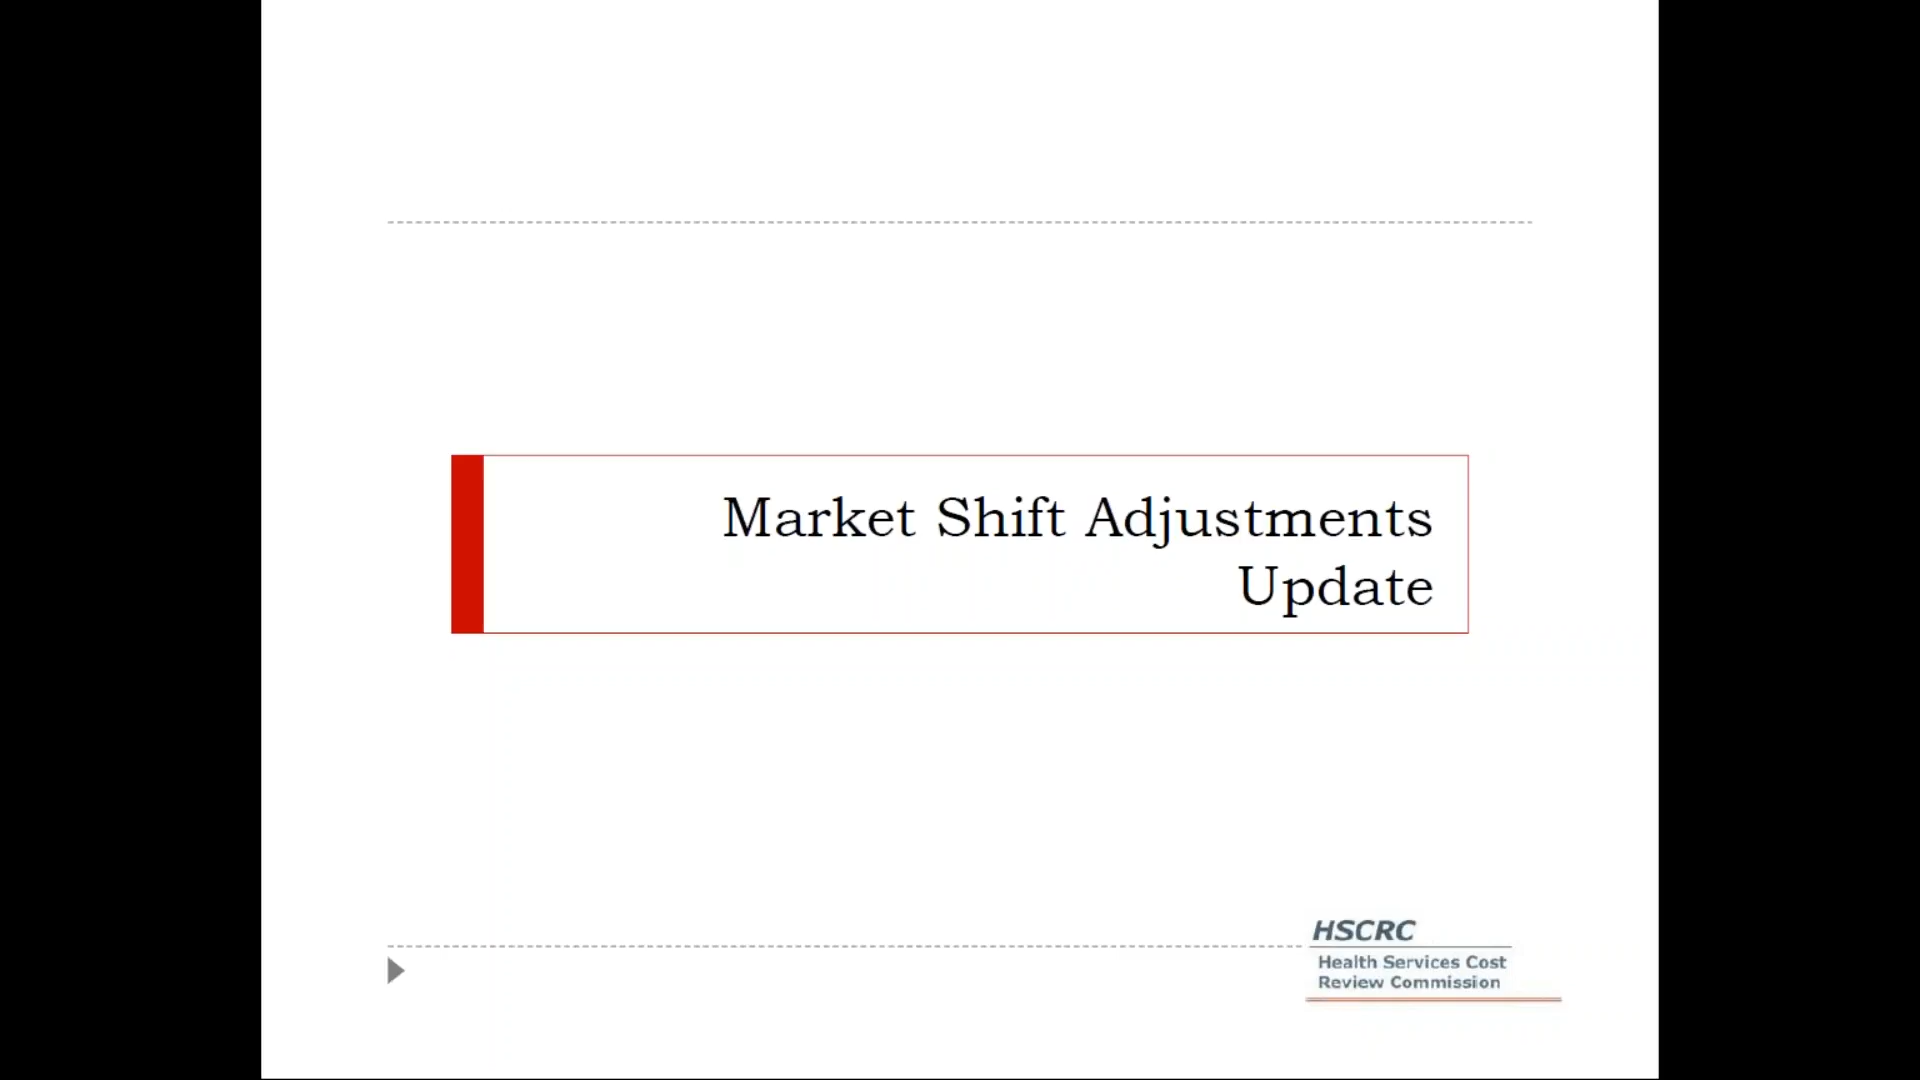 Market Shift Adjustments
Update
HSCRC
Health Services Cost
Review Commission